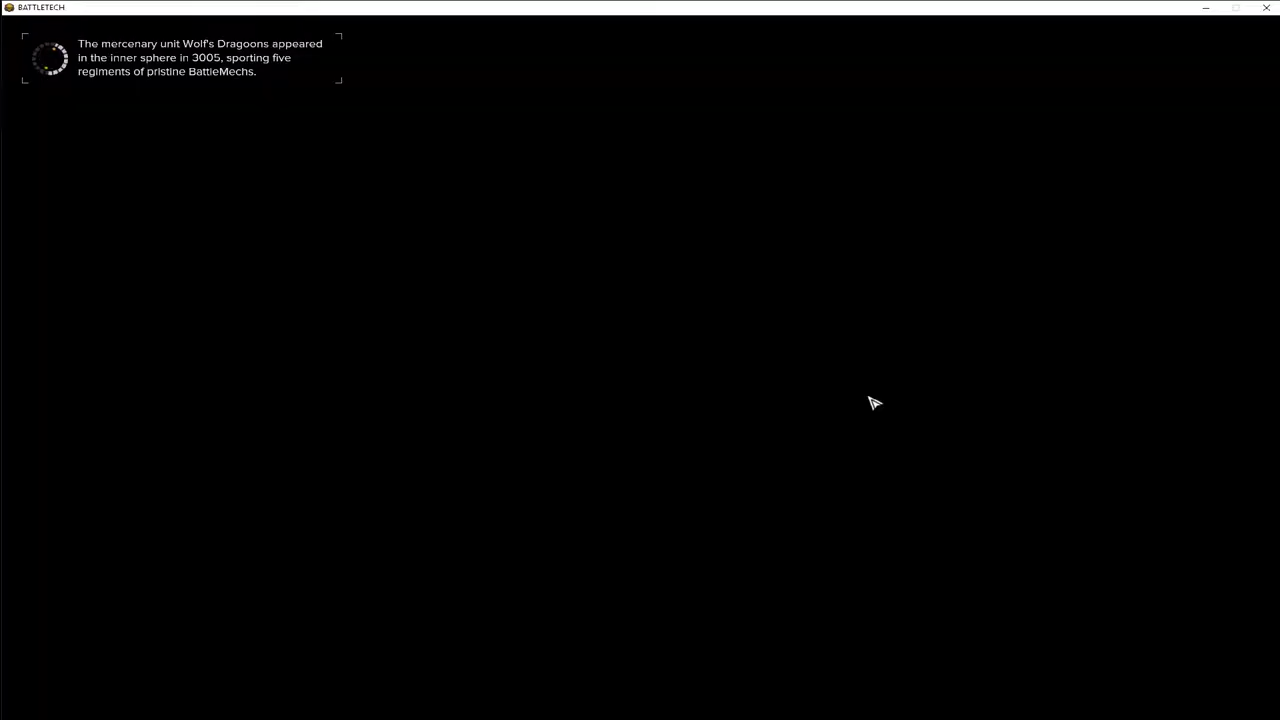 BATTLETECH
The mercenary unit Wolf's Dragoons appeared
in the inner sphere in 3005, sporting five
regiments of pristine BattleMechs.